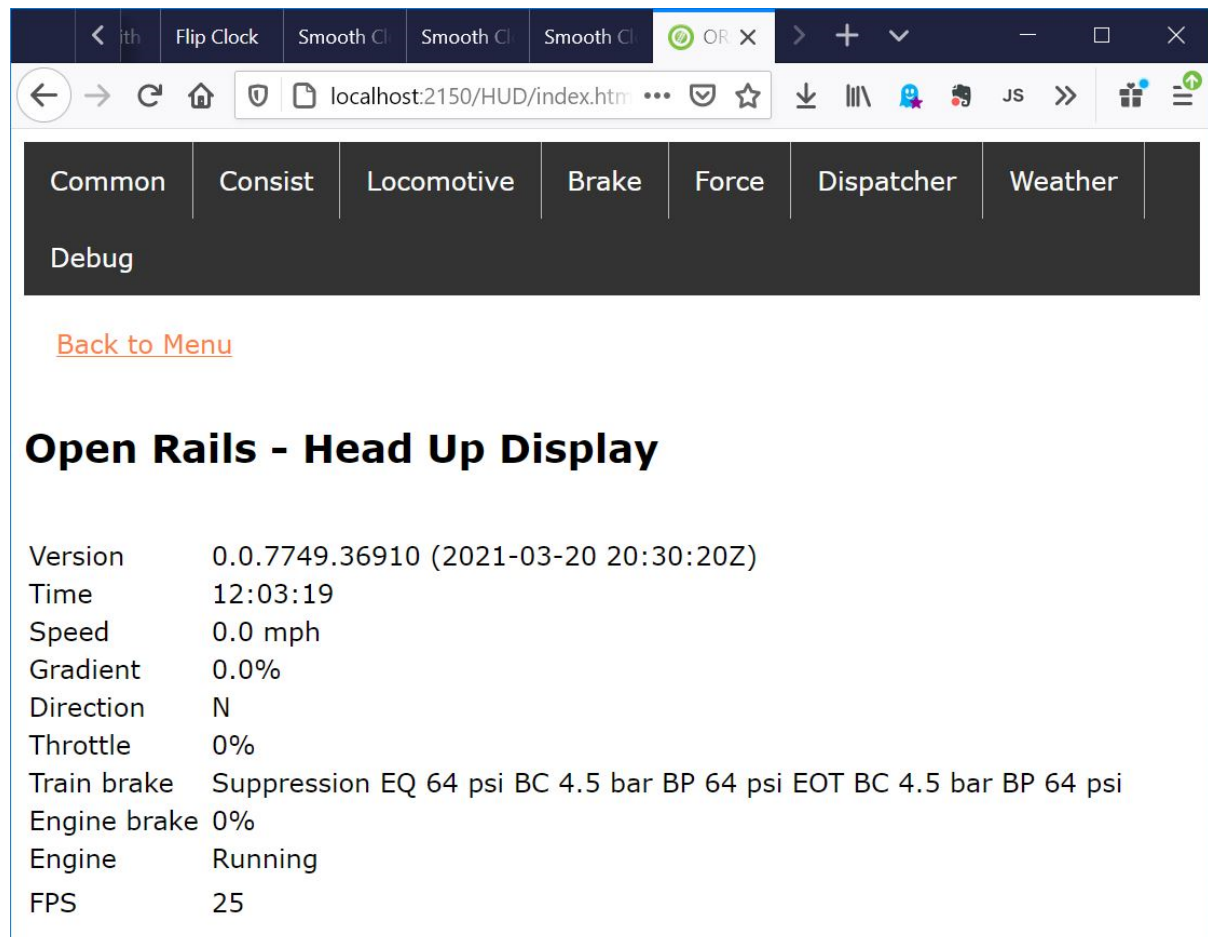 ith Flip Clock Smooth Cl Smooth Cl Smooth Cl OR
localhost:2150/HUD/index.htm JS
Common Consist Locomotive Brake Force Dispatcher Weather
Debug
Back to Menu
Open Rails - Head Up Display
Version 0.0.7749.36910 (2021-03-20 20:30:20Z)
Time 12:03:19
Speed 0.0 mph
Gradient 0.0%
Direction N
Throttle 0%
Train brake Suppression EQ 64 psi BC 4.5 bar BP 64 psi EOT BC 4.5 bar BP 64 psi
Engine brake 0%
Engine Running
FPS 25